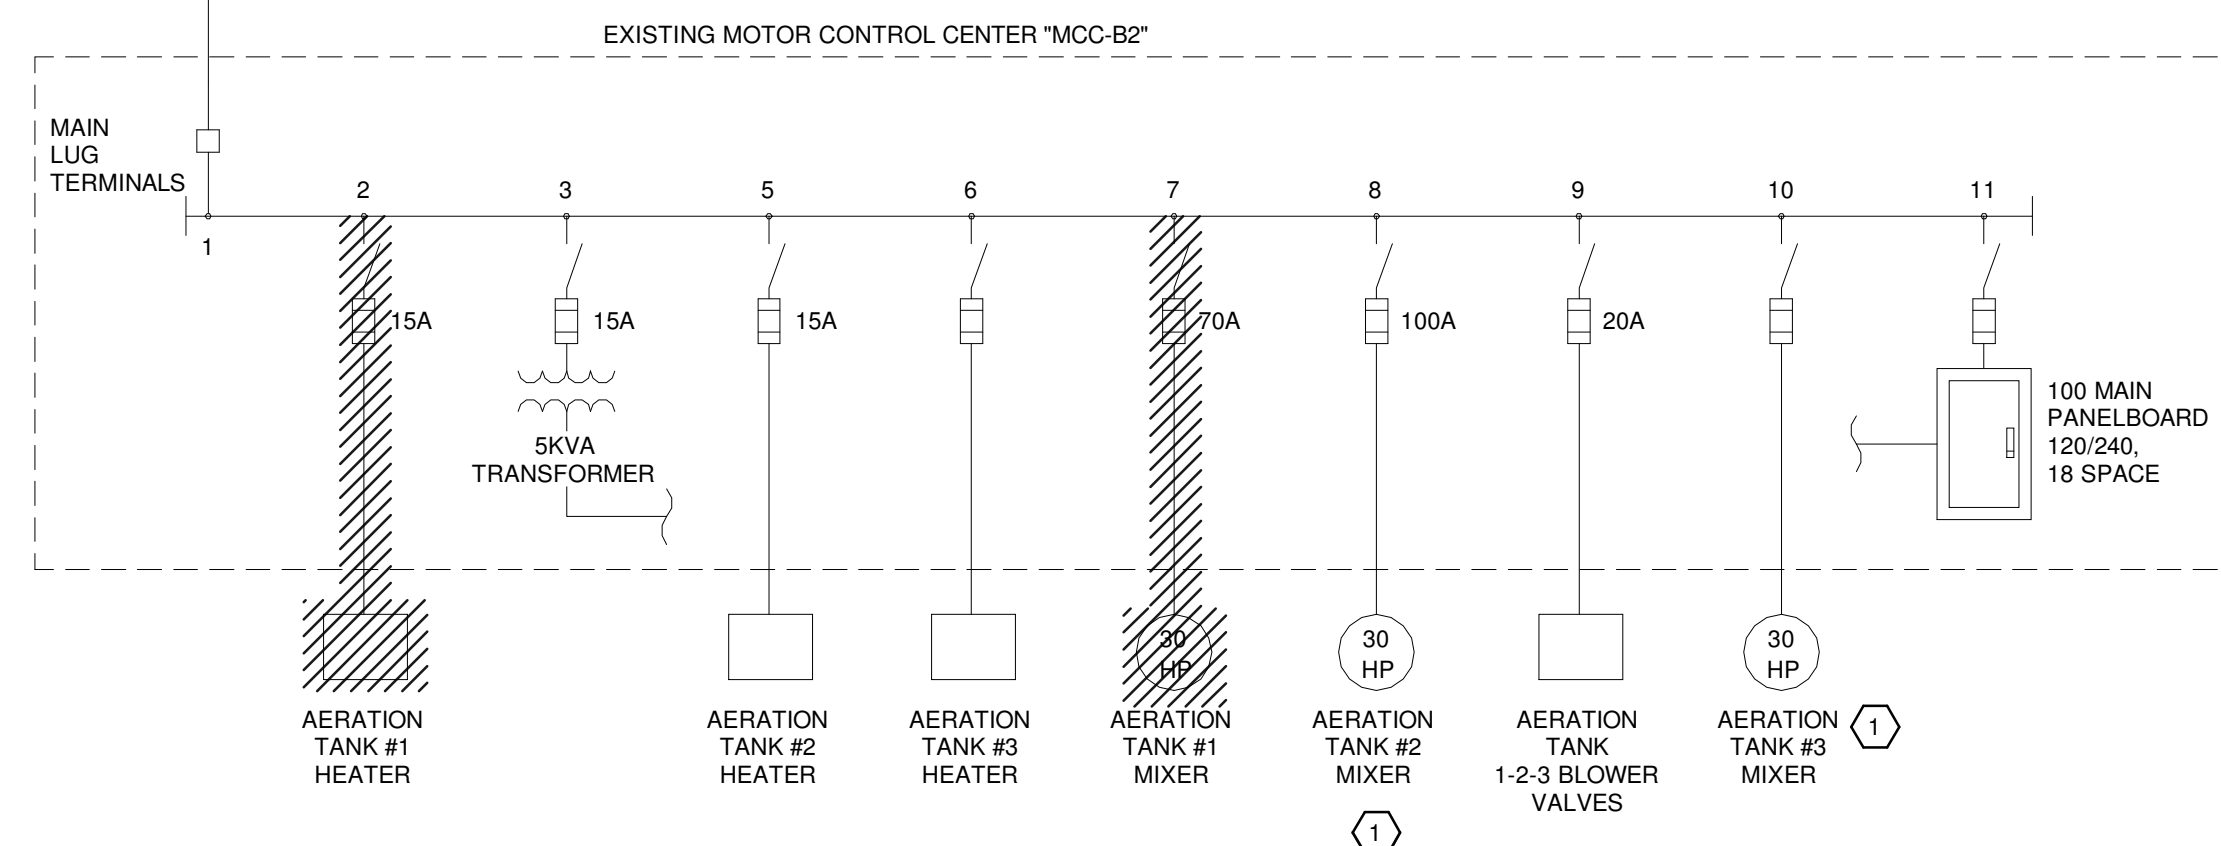 EXISTING MOTOR CONTROL CENTER "MCC-B2"
MAIN
LUG
TERMINALS
1
2
3
5
6
7
8
9
10
11
15A
15A
15A
70A
100A
20A
5KVA
TRANSFORMER
100 MAIN
PANELBOARD
120/240,
18 SPACE
30
HP
30
HP
30
HP
AERATION
TANK #1
HEATER
AERATION
TANK #2
HEATER
AERATION
TANK #3
HEATER
AERATION
TANK #1
MIXER
AERATION
TANK #2
MIXER
1
AERATION
TANK
1-2-3 BLOWER
VALVES
AERATION
TANK #3
MIXER
1